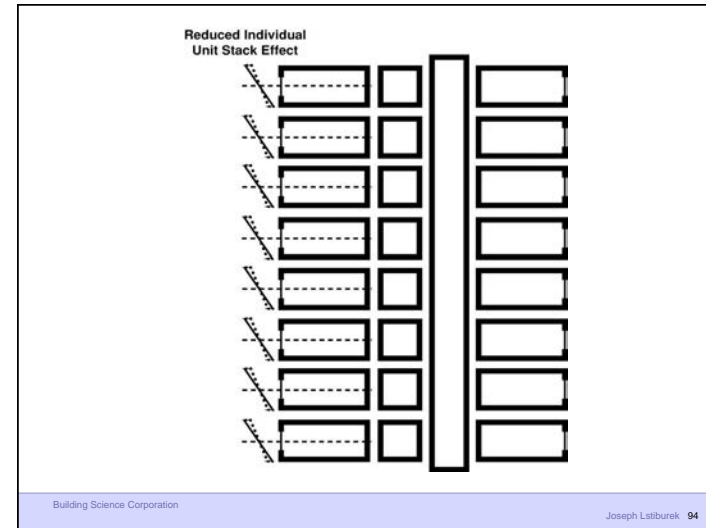 Reduced Individual
Unit Stack Effect
Building Science Corporation
Joseph Lstiburek 94